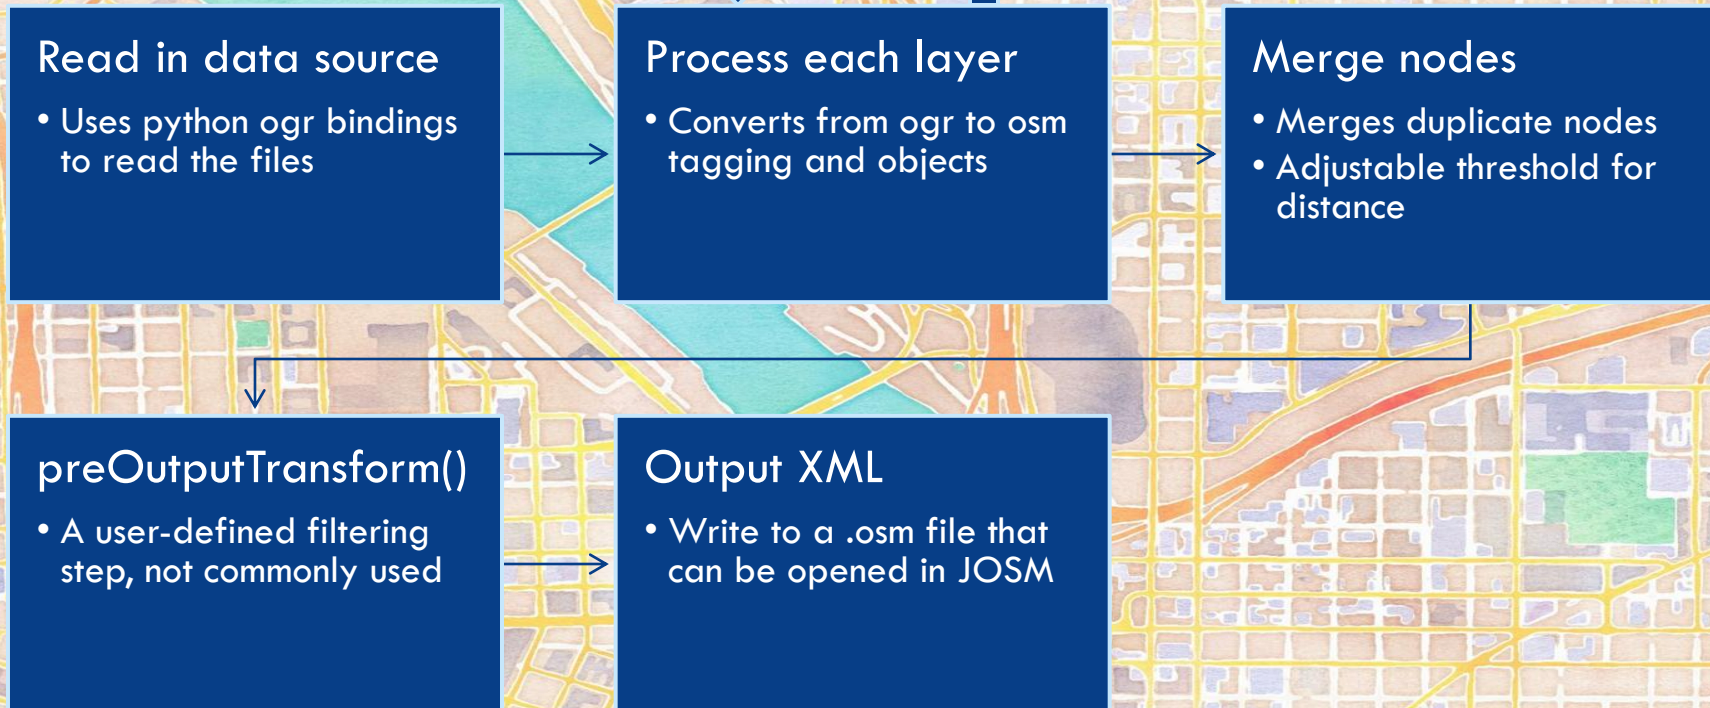 Read in data source
• Uses python ogr bindings
to read the files
Process each layer
• Converts from ogr to osm
tagging and objects
Merge nodes
• Merges duplicate nodes
• Adjustable threshold for
distance
preOutputTransform()
• A user-defined filtering
step, not commonly used
Output XML
• Write to a .osm file that
can be opened in JOSM